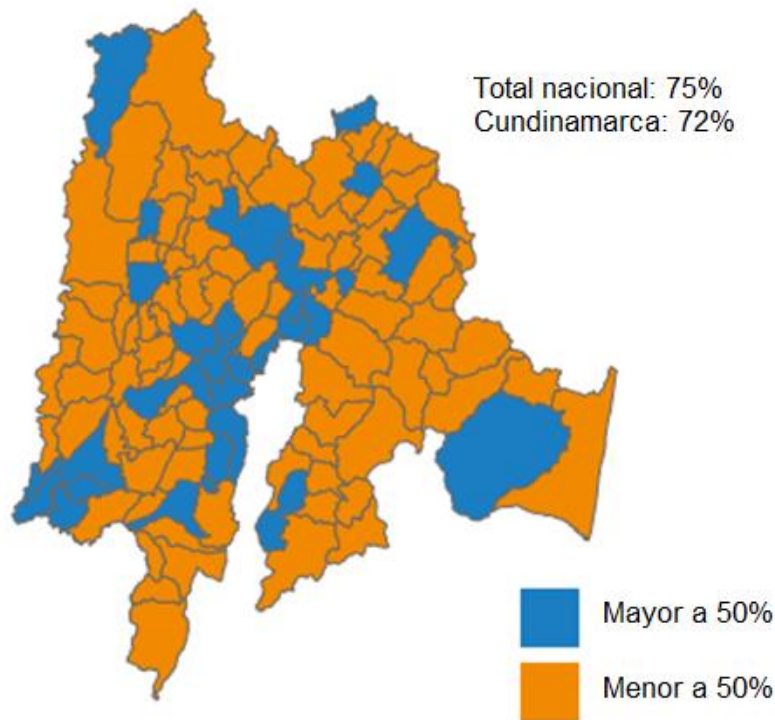 Total nacional: 75%
Cundinamarca: 72%
Mayor a 50%
Menor a 50%